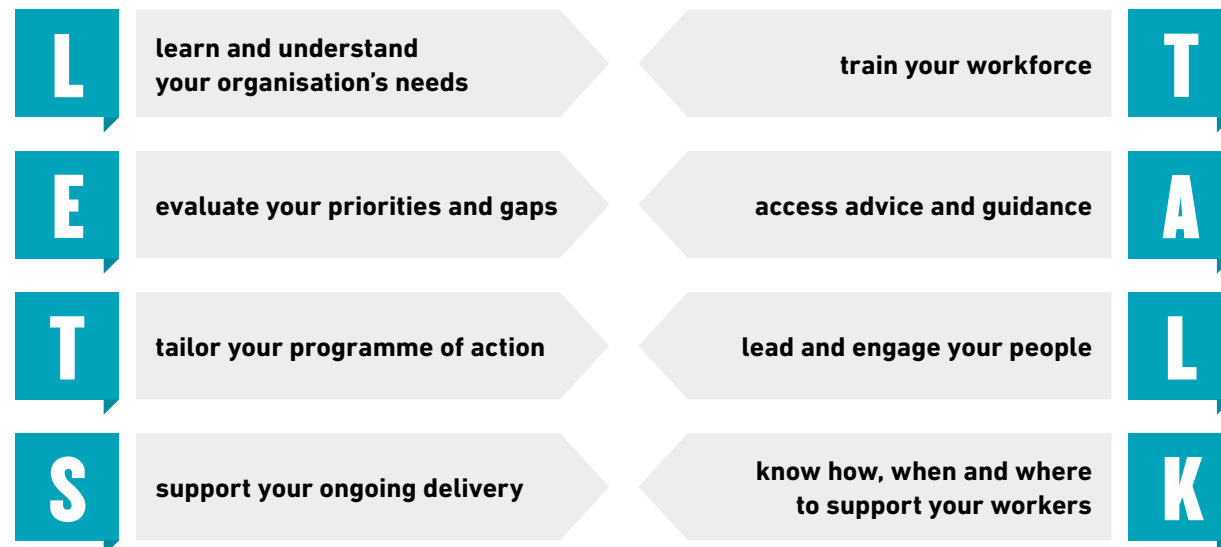 L
learn and understand
your organisation's needs
E
evaluate your priorities and gaps
T
tailor your programme of action
S
support your ongoing delivery
train your workforce
T
access advice and guidance
A
lead and engage your people
L
know how, when and where
to support your workers
K